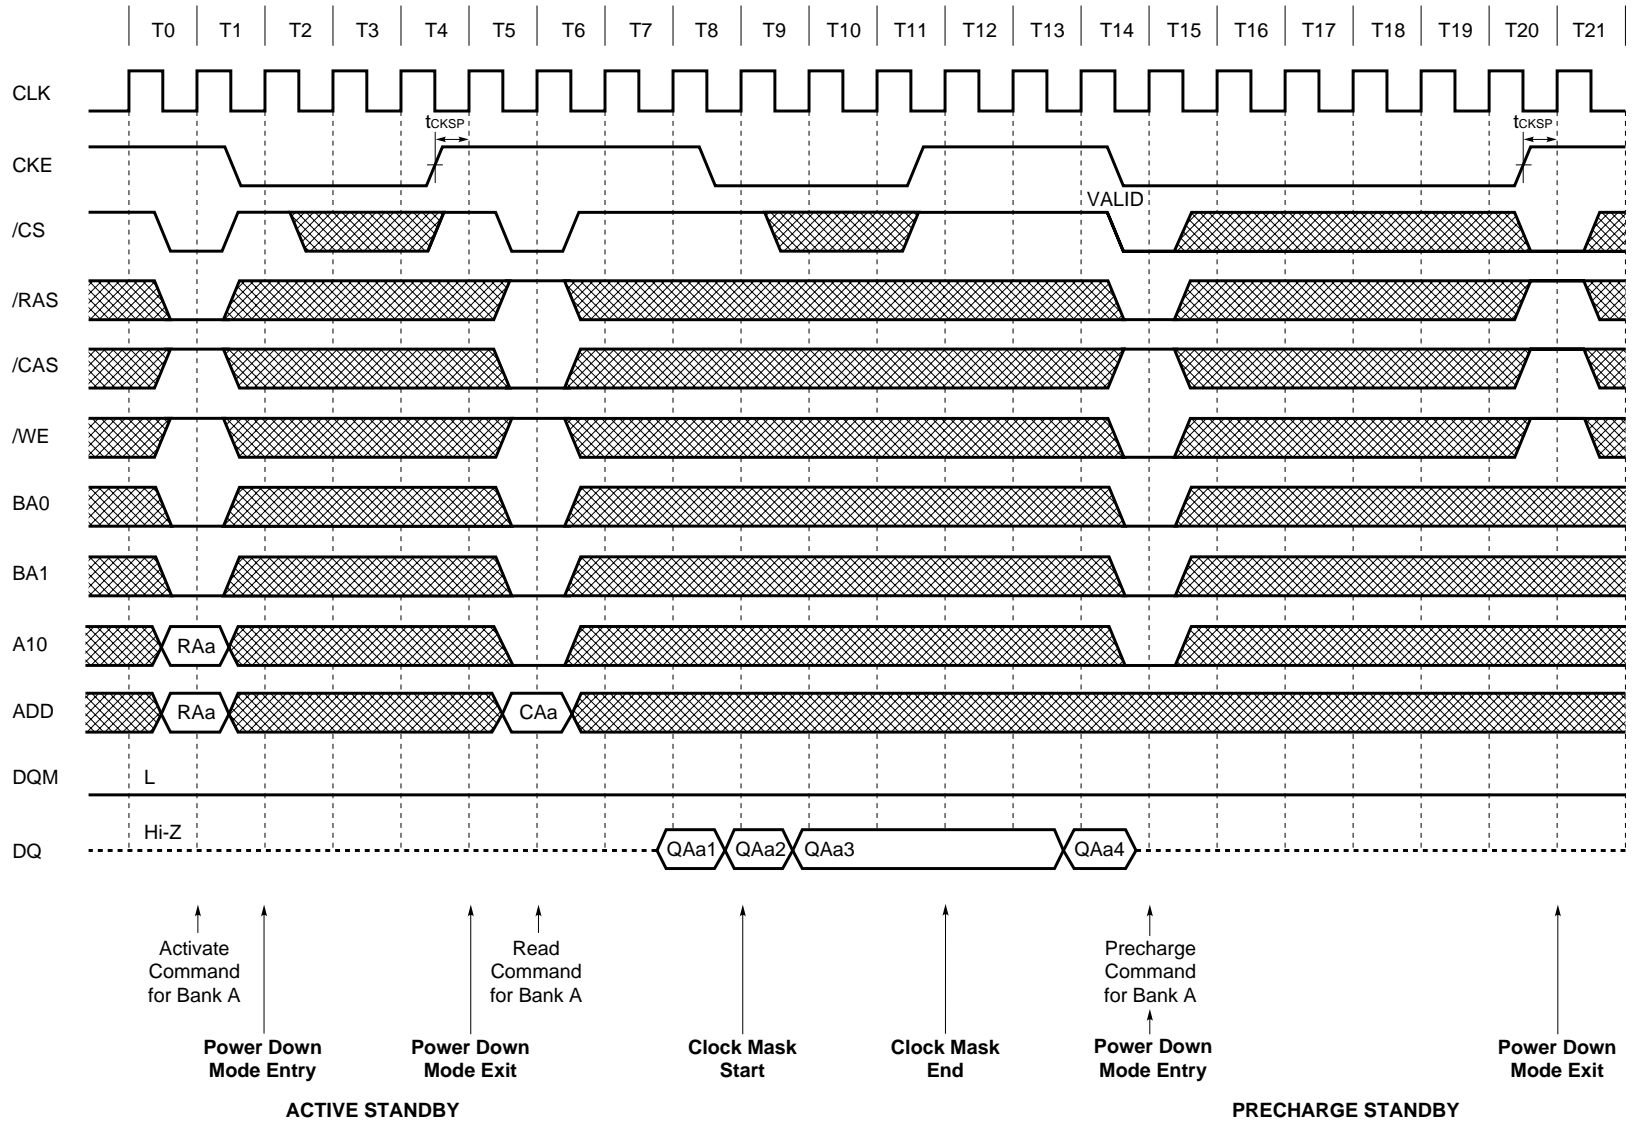 T0 T1 T2 T3 T4 T5 T6 T7 T8 T9 T10 T11 T12 T13 T14 T15 T16 T17 T18 T19 T20 T21
CLK
tCKSP tCKSP
CKE
VALID
/CS
/RAS
/CAS
/WE
BA0
BA1
A10 RAa
ADD RAa CAa
DQM L
Hi-Z
DQ QAa1 QAa2 QAa3 QAa4
Activate
Command
for Bank A
Read
Command
for Bank A
Precharge
Command
for Bank A
Power Down
Mode Entry
Power Down
Mode Exit
Clock Mask
Start
Clock Mask
End
Power Down
Mode Entry
Power Down
Mode Exit
ACTIVE STANDBY
PRECHARGE STANDBY